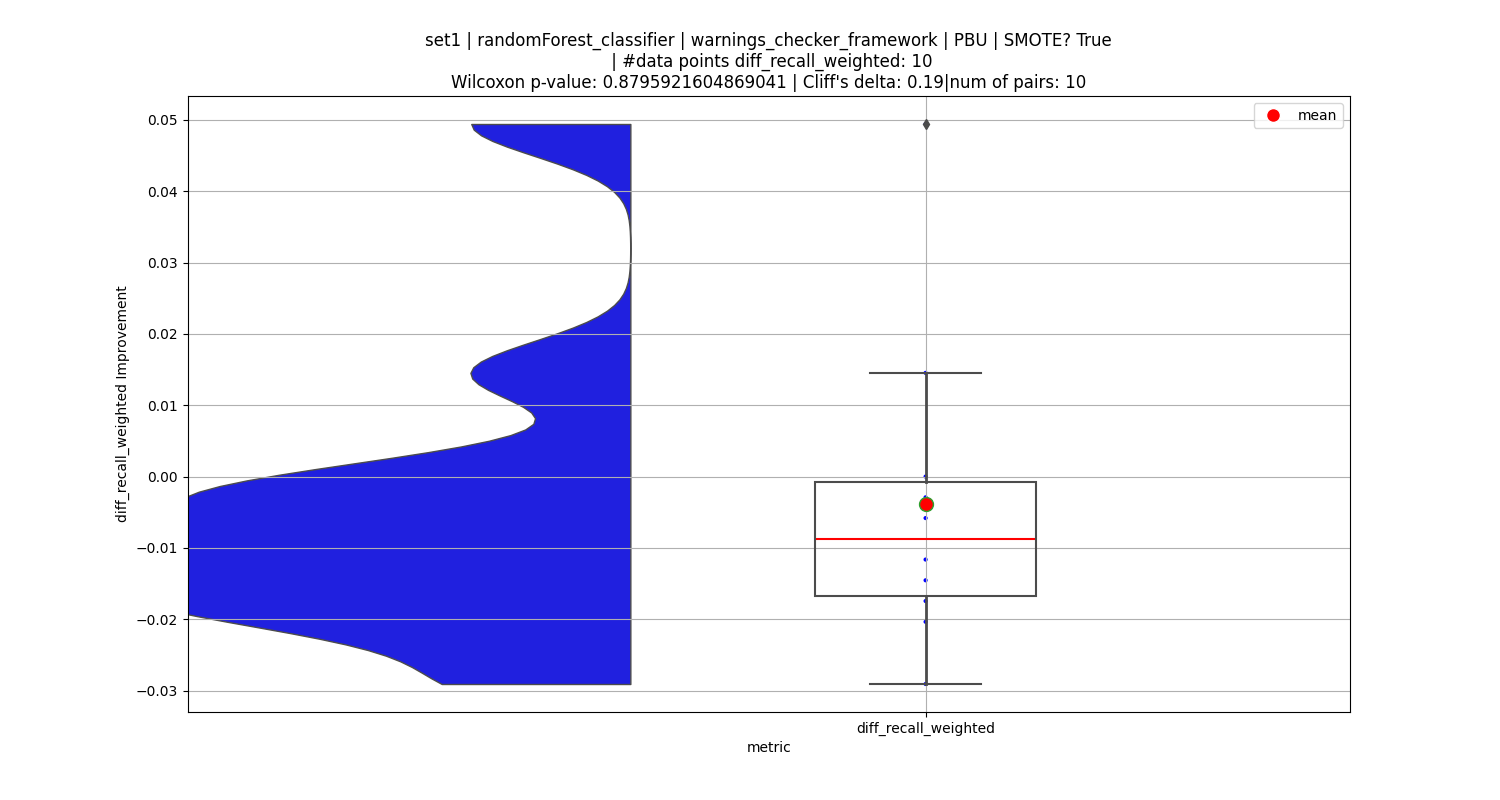 set1 | randomForest_classifier | warnings_checker_framework | PBU | SMOTE? True
| #data points diff_recall_weighted: 10
Wilcoxon p-value: 0.8795921604869041 | Cliff's delta: 0.19|num of pairs: 10
mean
0.05
0.04
0.03
0.02
0.01
0.00
−0.01
−0.02
−0.03
diff_recall_weighted Improvement
diff_recall_weighted
metric